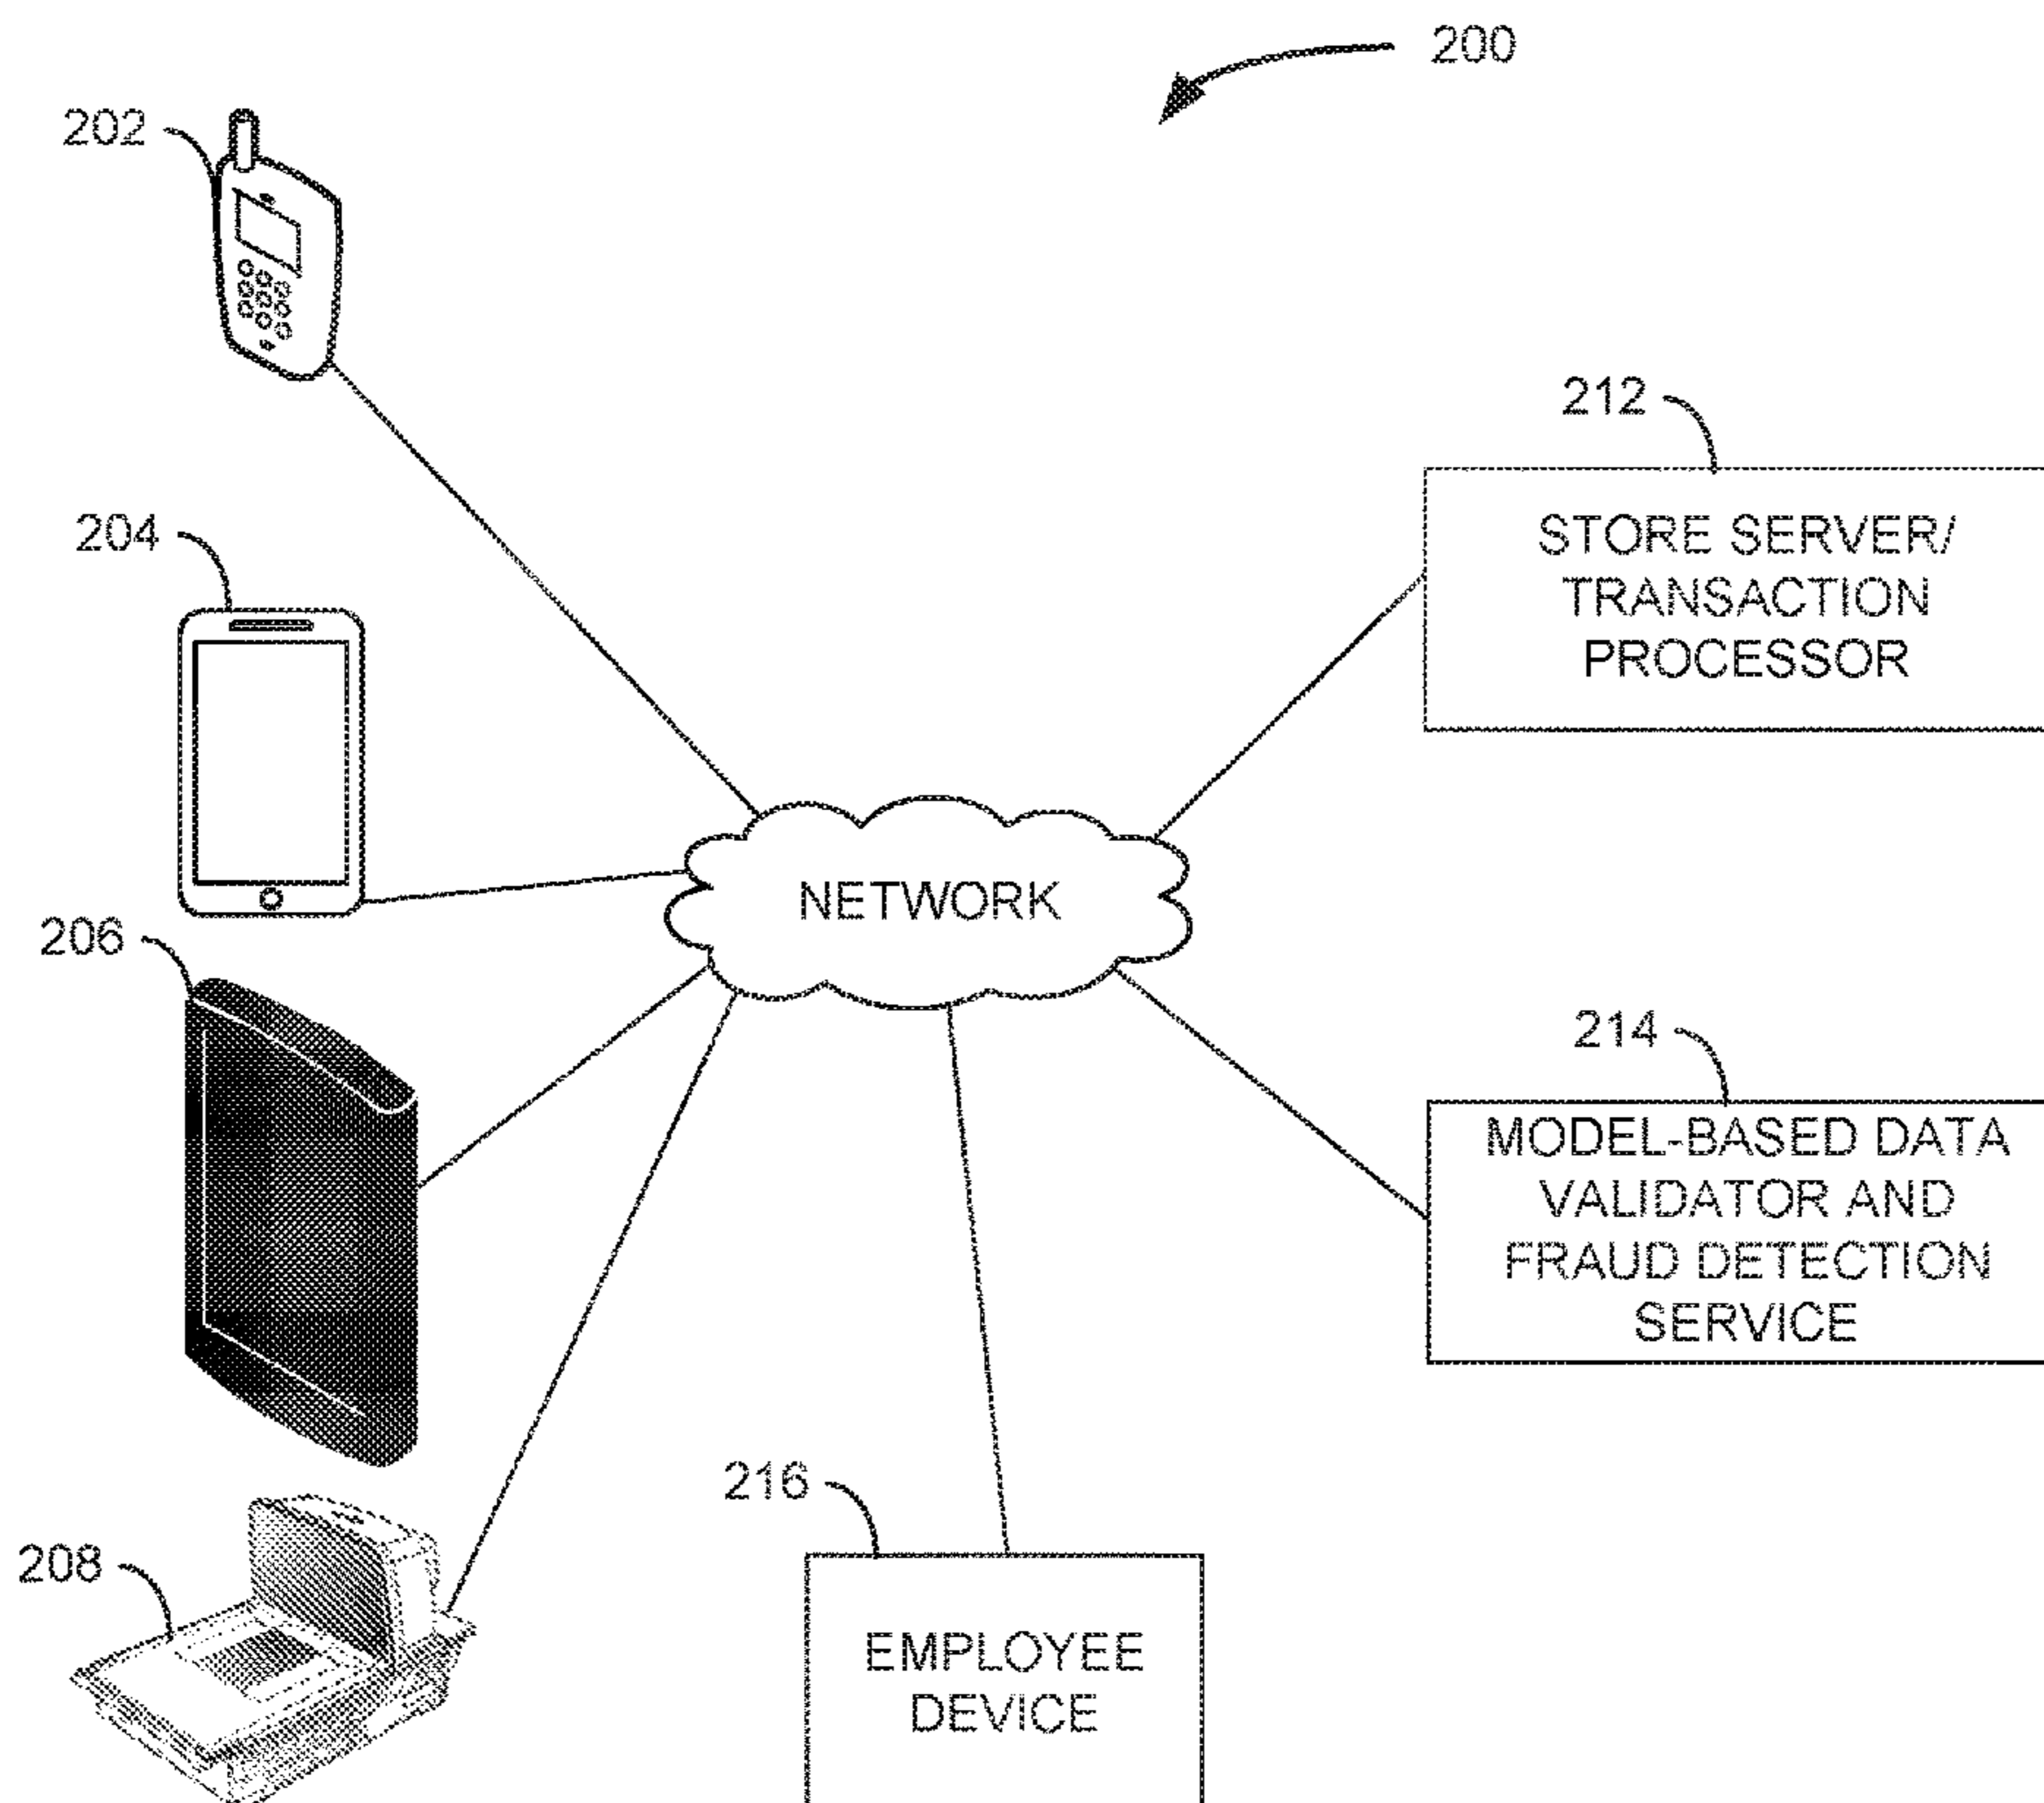 200
202
212
STORE SERVER/
TRANSACTION
PROCESSOR
204
NETWORK
206
214
MODEL-BASED DATA
VALIDATOR AND
FRAUD DETECTION
SERVICE
216
208
EMPLOYEE
DEVICE